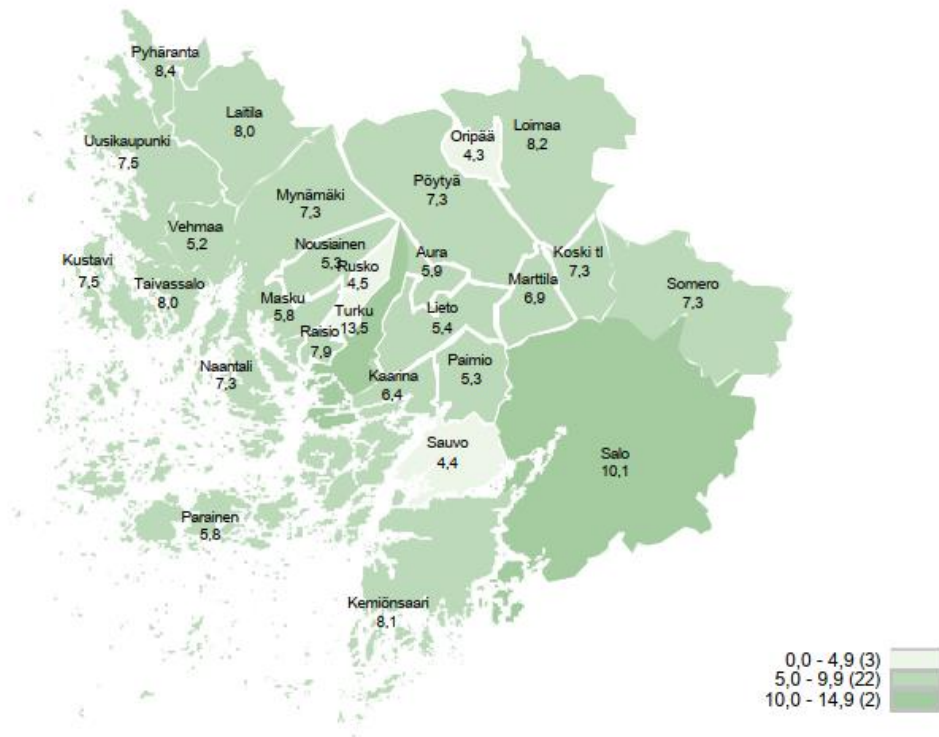 Pyhäranta
8,4
Laitila
8,0
Loimaa
8,2
Oripää
4,3
Uusikaupunki
7,5
Pöytyä
7,3
Mynämäki
7,3
Vehmaa
5,2
Nousiainen
5,3
Aura
5,9
Koski tl
7,3
Kustavi
7,5
Rusko
4,5
Marttila
6,9
Taivassalo
8,0
Somero
7,3
Masku
5,8
Turku
13,5
Lieto
5,4
Raisio
7,9
Naantali
7,3
Paimio
5,3
Kaarina
6,4
Sauvo
4,4
Salo
10,1
Parainen
5,8
Kemiönsaari
8,1
0,0 - 4,9 (3)
5,0 - 9,9 (22)
10,0 - 14,9 (2)